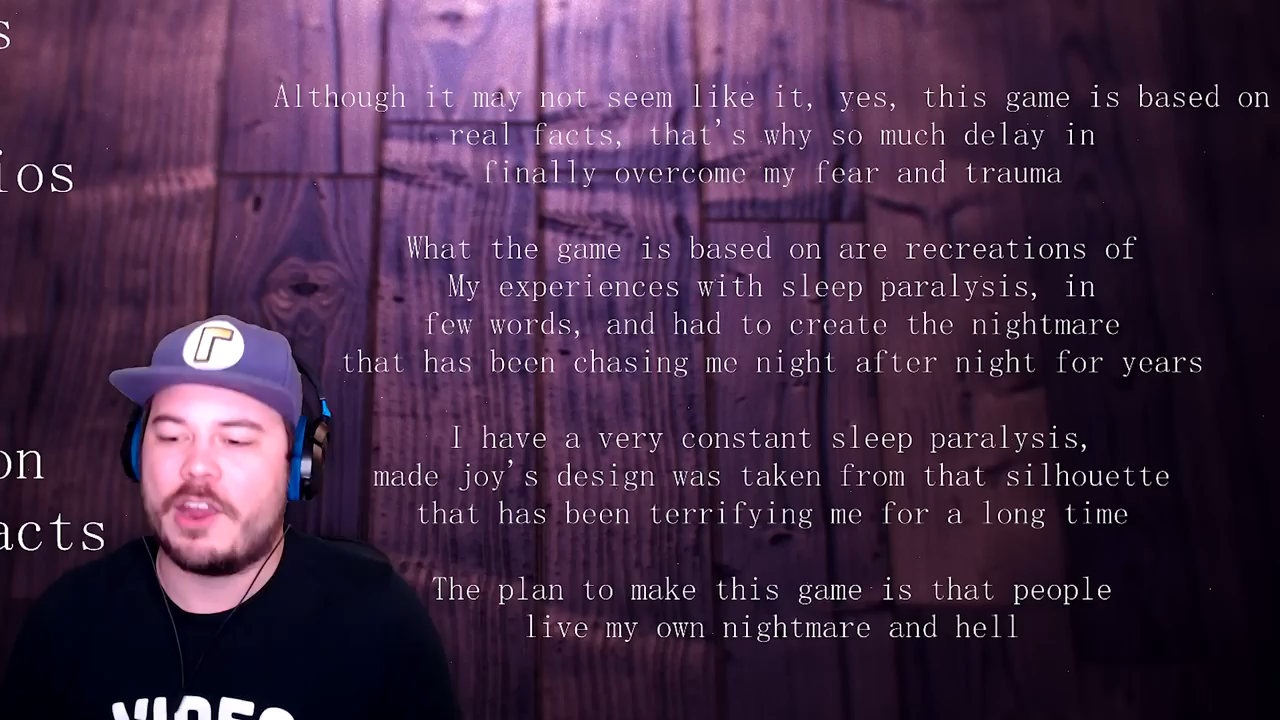 s
ios
on
acts
Although it may not seem like it, yes, this game is based on
real facts, that's why so much delay in
finally overcome my fear and trauma
What the game is based on are recreations of
My experiences with sleep paralysis, in
few words, and had to create the nightmare
that has been chasing me night after night for years
I have a very constant sleep paralysis,
made joy's design was taken from that silhouette
that has been terrifying me for a long time
The plan to make this game is that people
live my own nightmare and hell
VIDEO